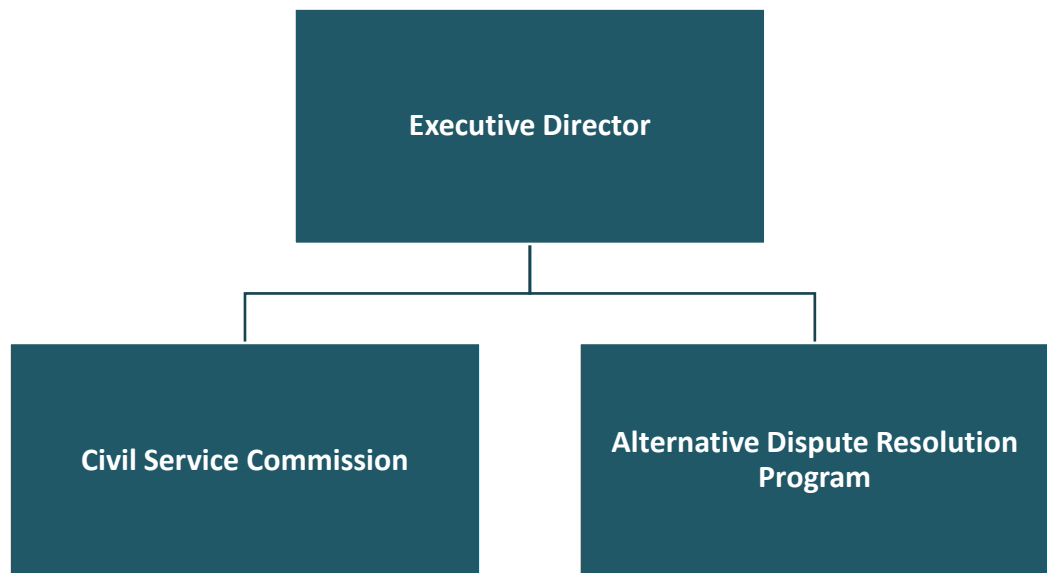 Executive Director
Civil Service Commission
Alternative Dispute Resolution
Program